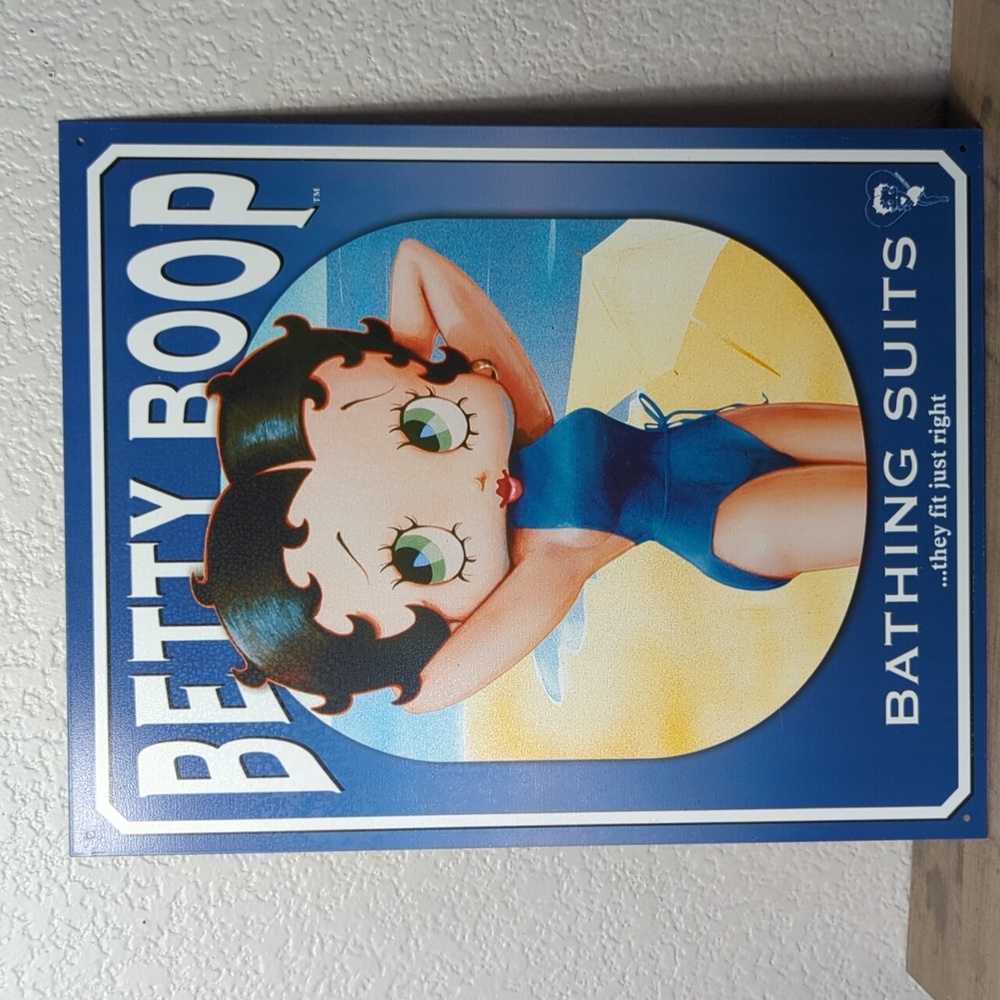 BETTY BOOP™
BATHING SUITS
...they fit just right